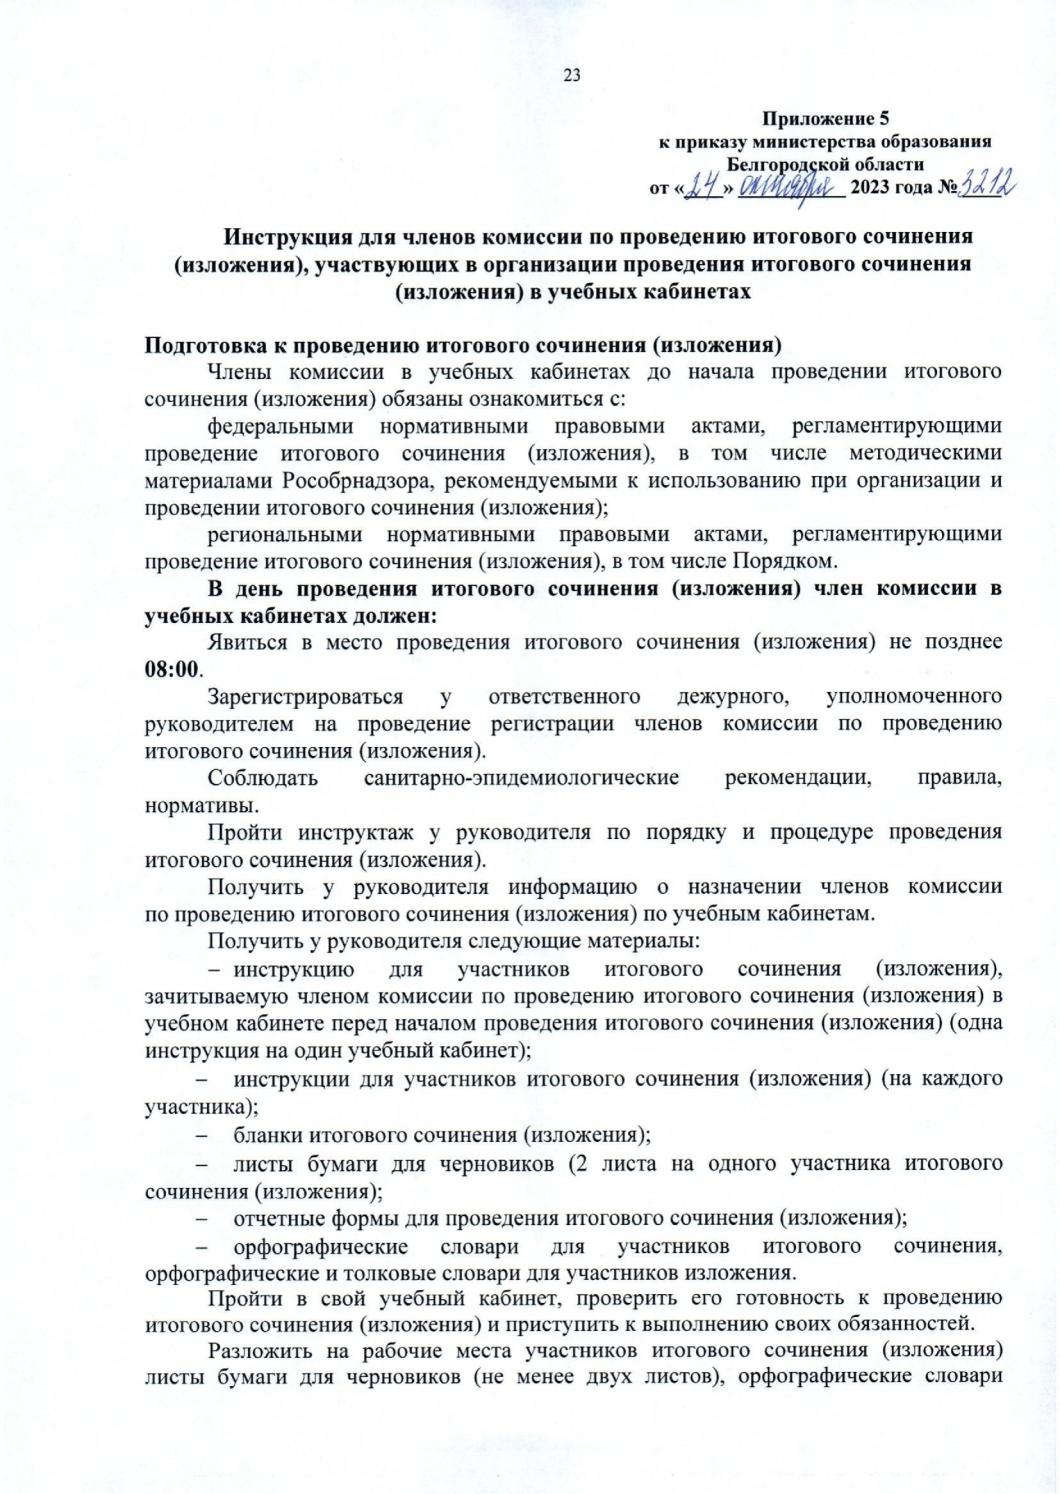 23
Приложение 5
к приказу министерства образования
Белгородской области
от «24» октября 2023 года № 3212
Инструкция для членов комиссии по проведению итогового сочинения
(изложения), участвующих в организации проведения итогового сочинения
(изложения) в учебных кабинетах
Подготовка к проведению итогового сочинения (изложения)
Члены комиссии в учебных кабинетах до начала проведении итогового
сочинения (изложения) обязаны ознакомиться с:
федеральными нормативными правовыми актами, регламентирующими
проведение итогового сочинения (изложения), в том числе методическими
материалами Рособрнадзора, рекомендуемыми к использованию при организации и
проведении итогового сочинения (изложения);
региональными нормативными правовыми актами, регламентирующими
проведение итогового сочинения (изложения), в том числе Порядком.
В день проведения итогового сочинения (изложения) член комиссии в
учебных кабинетах должен:
Явиться в место проведения итогового сочинения (изложения) не позднее
08:00.
Зарегистрироваться у ответственного дежурного, уполномоченного
руководителем на проведение регистрации членов комиссии по проведению
итогового сочинения (изложения).
Соблюдать санитарно-эпидемиологические рекомендации, правила,
нормативы.
Пройти инструктаж у руководителя по порядку и процедуре проведения
итогового сочинения (изложения).
Получить у руководителя информацию о назначении членов комиссии
по проведению итогового сочинения (изложения) по учебным кабинетам.
Получить у руководителя следующие материалы:
– инструкцию для участников итогового сочинения (изложения),
зачитываемую членом комиссии по проведению итогового сочинения (изложения) в
учебном кабинете перед началом проведения итогового сочинения (изложения) (одна
инструкция на один учебный кабинет);
– инструкции для участников итогового сочинения (изложения) (на каждого
участника);
– бланки итогового сочинения (изложения);
– листы бумаги для черновиков (2 листа на одного участника итогового
сочинения (изложения);
– отчетные формы для проведения итогового сочинения (изложения);
– орфографические словари для участников итогового сочинения,
орфографические и толковые словари для участников изложения.
Пройти в свой учебный кабинет, проверить его готовность к проведению
итогового сочинения (изложения) и приступить к выполнению своих обязанностей.
Разложить на рабочие места участников итогового сочинения (изложения)
листы бумаги для черновиков (не менее двух листов), орфографические словари